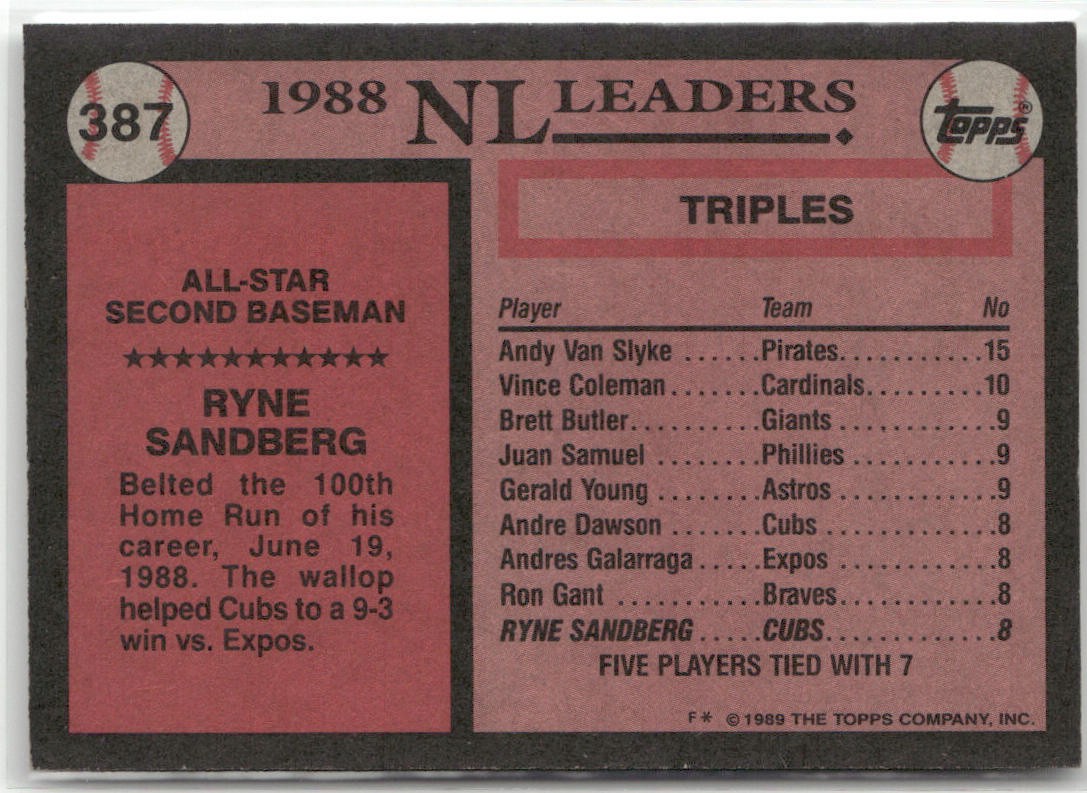 387
1988 NL LEADERS
Topps®
ALL-STAR
SECOND BASEMAN
★★★★★★★★★★★
RYNE
SANDBERG
Belted the 100th
Home Run of his
career, June 19,
1988. The wallop
helped Cubs to a 9-3
win vs. Expos.
TRIPLES
Player Team No
Andy Van Slyke ......Pirates............15
Vince Coleman.......Cardinals..........10
Brett Butler..........Giants .............9
Juan Samuel ........Phillies ............9
Gerald Young ........Astros .............9
Andre Dawson .......Cubs ..............8
Andres Galarraga.....Expos .............8
Ron Gant ...........Braves.............8
RYNE SANDBERG.....CUBS..............8
FIVE PLAYERS TIED WITH 7
F* ©1989 THE TOPPS COMPANY, INC.